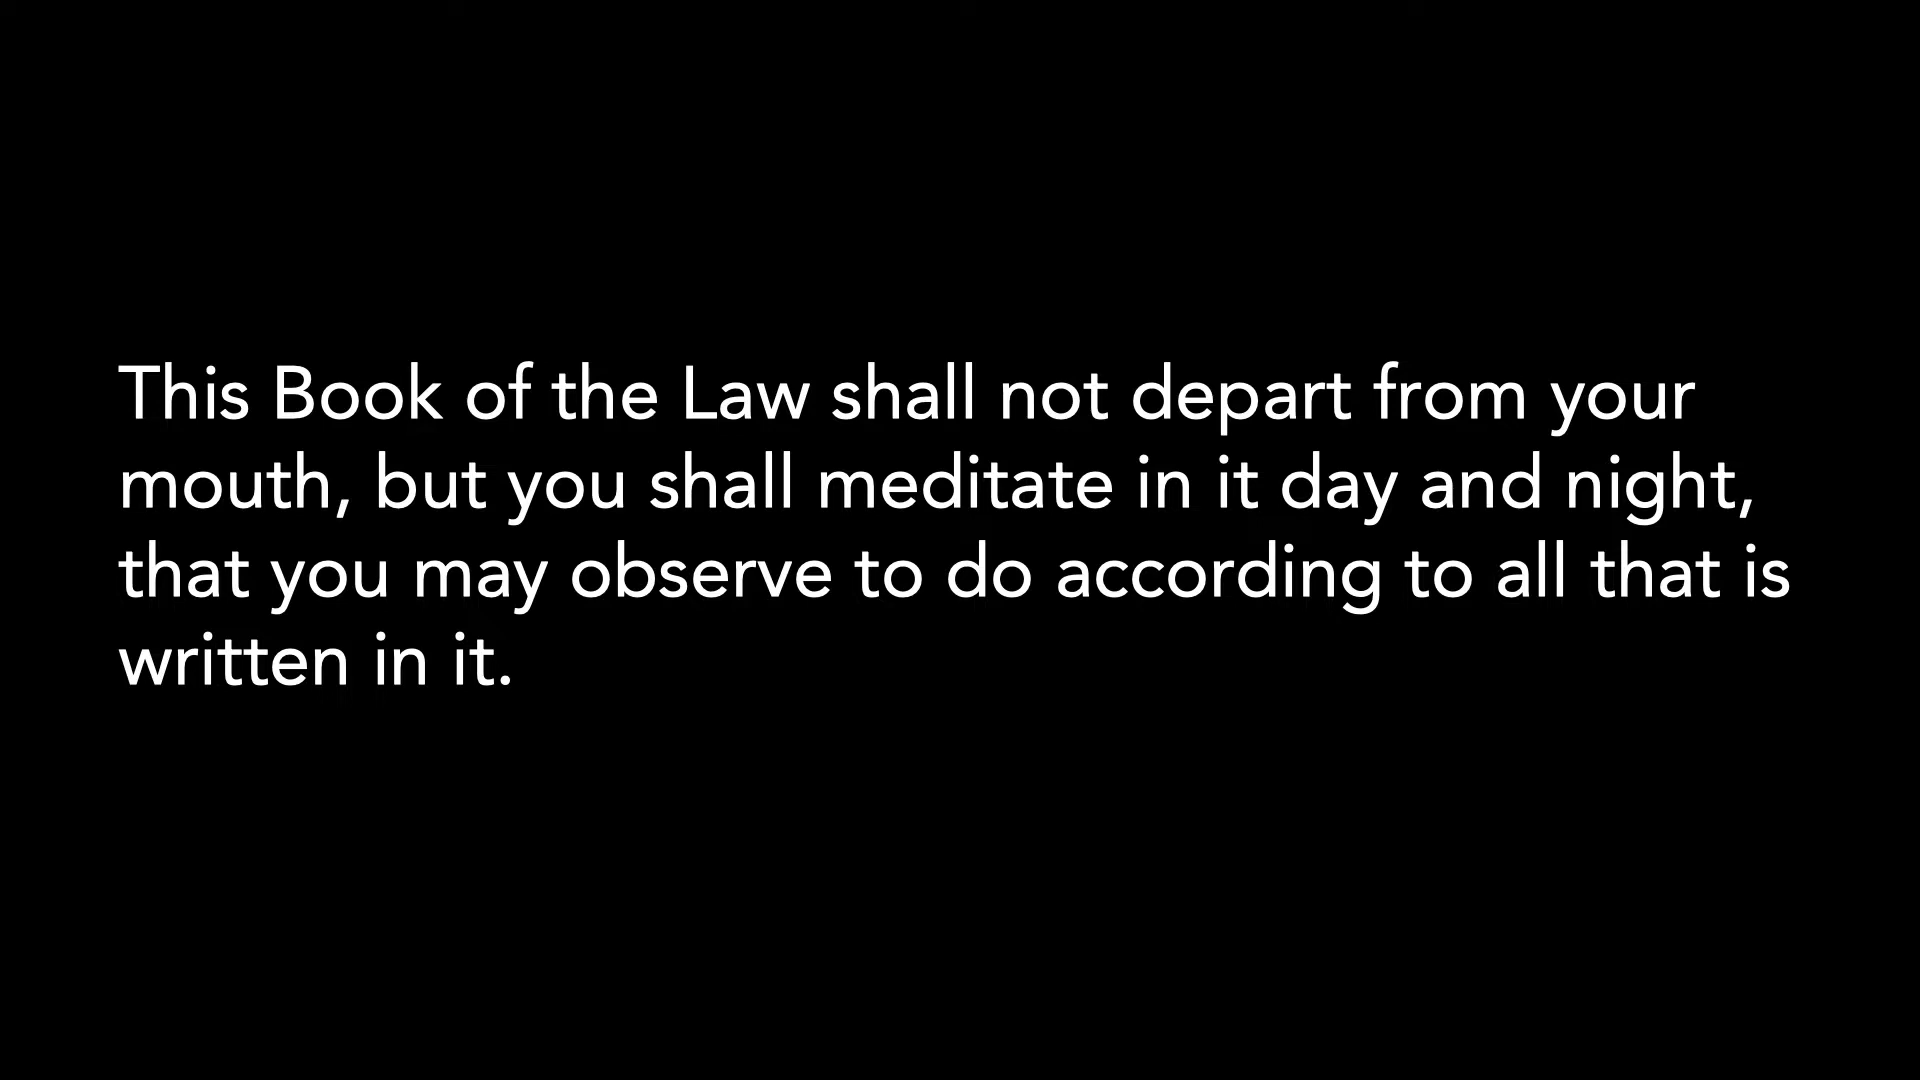 This Book of the Law shall not depart from your
mouth, but you shall meditate in it day and night,
that you may observe to do according to all that is
written in it.